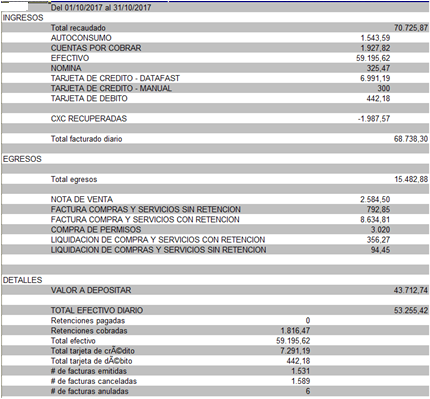 Del 01/10/2017 al 31/10/2017
INGRESOS
Total recaudado 70.725,87
AUTOCONSUMO 1.543,59
CUENTAS POR COBRAR 1.927,82
EFECTIVO 59.195,62
NOMINA 325,47
TARJETA DE CREDITO - DATAFAST 6.991,19
TARJETA DE CREDITO - MANUAL 300
TARJETA DE DEBITO 442,18
CXC RECUPERADAS -1.987,57
Total facturado diario 68.738,30
EGRESOS
Total egresos 15.482,88
NOTA DE VENTA 2.584,50
FACTURA COMPRAS Y SERVICIOS SIN RETENCION 792,85
FACTURA COMPRA Y SERVICIOS CON RETENCION 8.634,81
COMPRA DE PERMISOS 3.020
LIQUIDACION DE COMPRA Y SERVICIOS CON RETENCION 356,27
LIQUIDACION DE COMPRAS Y SERVICIOS SIN RETENCION 94,45
DETALLES
VALOR A DEPOSITAR 43.712,74
TOTAL EFECTIVO DIARIO 53.255,42
Retenciones pagadas 0
Retenciones cobradas 1.816,47
Total efectivo 59.195,62
Total tarjeta de crÃ©dito 7.291,19
Total tarjeta de dÃ©bito 442,18
# de facturas emitidas 1.531
# de facturas canceladas 1.589
# de facturas anuladas 6